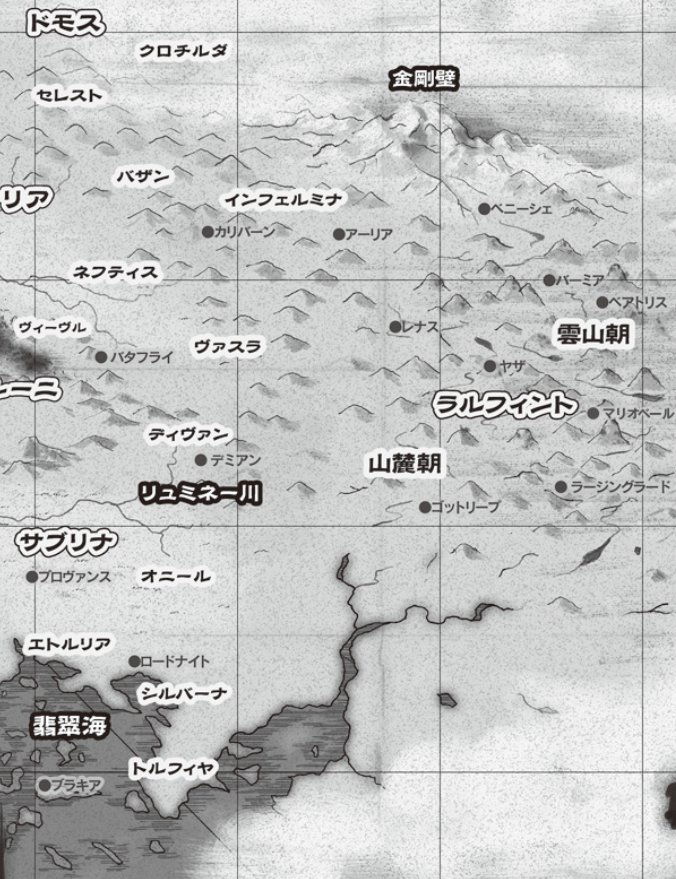 ドモス
クロチルダ
金剛壁
セレスト
バザン
リア
インフェルミナ
ベニーシェ
カリバーン
アーリア
ネフティス
バーミア
ベアトリス
ヴィーヴル
レナス
雲山朝
バタフライ
ヴァスラ
ヤザ
レーニ
ラルフィント
マリオベール
ディヴァン
デミアン
山麓朝
リュミネー川
ラージングラード
ゴットリープ
サブリナ
プロヴァンス
オニール
エトルリア
ロードナイト
シルバーナ
翡翠海
トルフィヤ
ブラキア